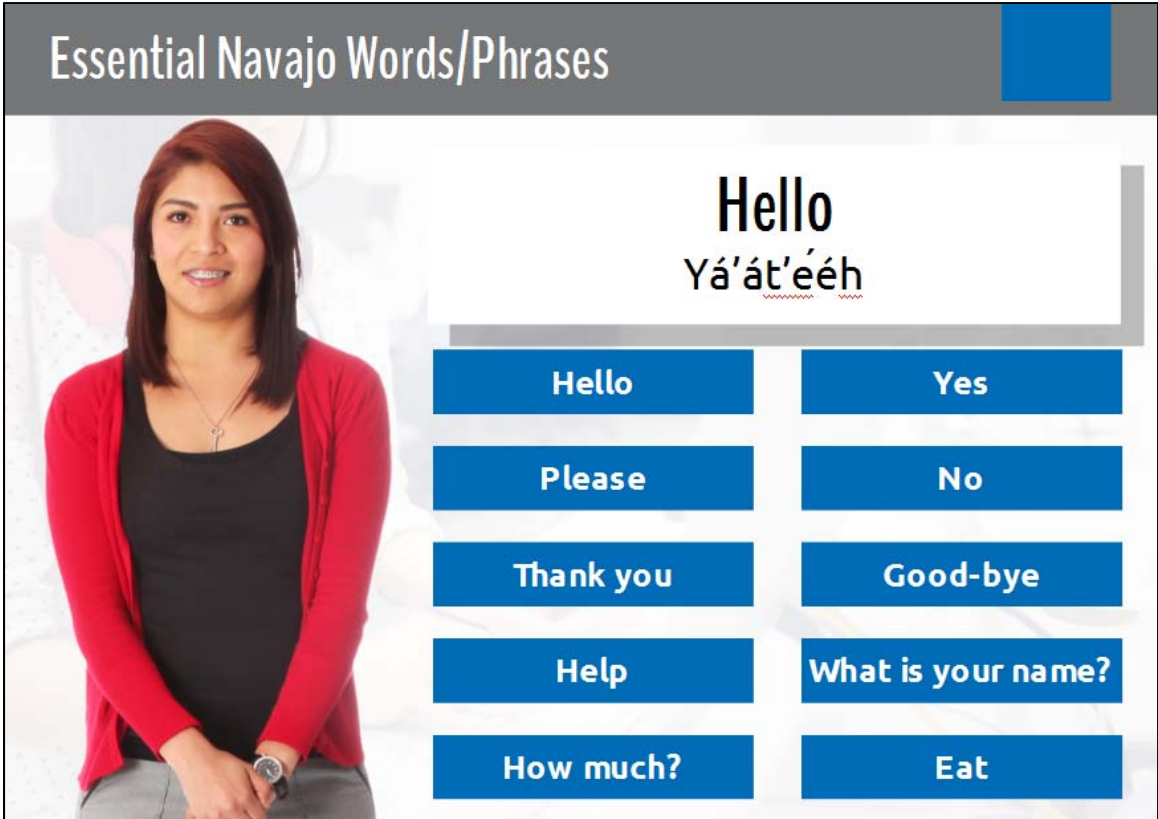 Essential Navajo Words/Phrases
Hello
Yá’át’ééh
Hello
Yes
Please
No
Thank you
Good-bye
Help
What is your name?
How much?
Eat